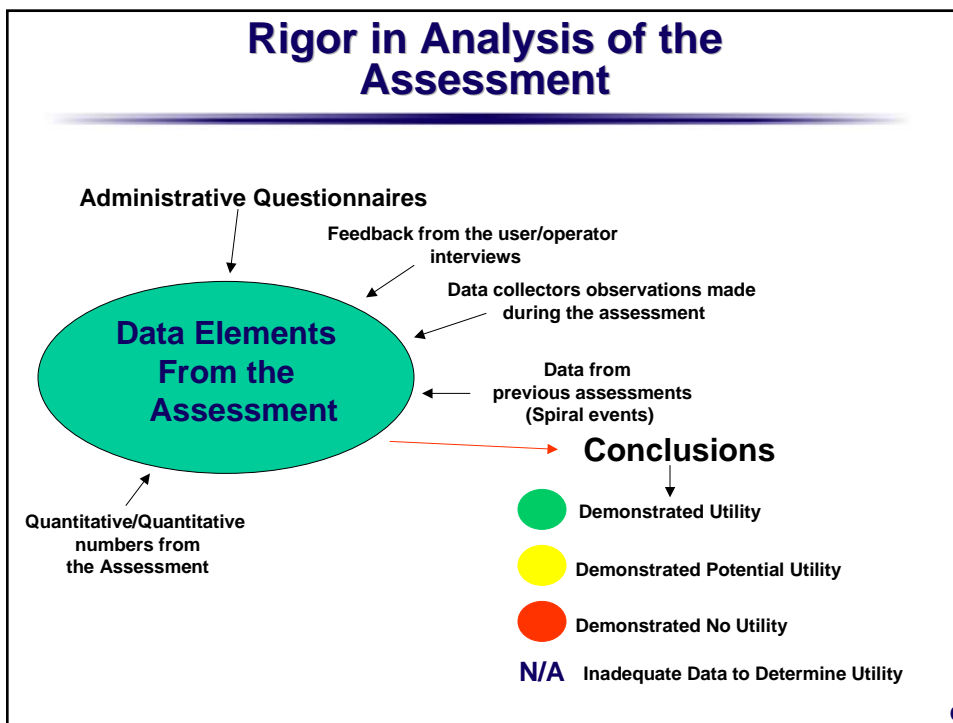 Rigor in Analysis of the
Assessment
Administrative Questionnaires
Feedback from the user/operator
interviews
Data collectors observations made
during the assessment
Data Elements
From the
Assessment
Data from
previous assessments
(Spiral events)
Conclusions
Quantitative/Quantitative
numbers from
the Assessment
Demonstrated Utility
Demonstrated Potential Utility
Demonstrated No Utility
N/A Inadequate Data to Determine Utility